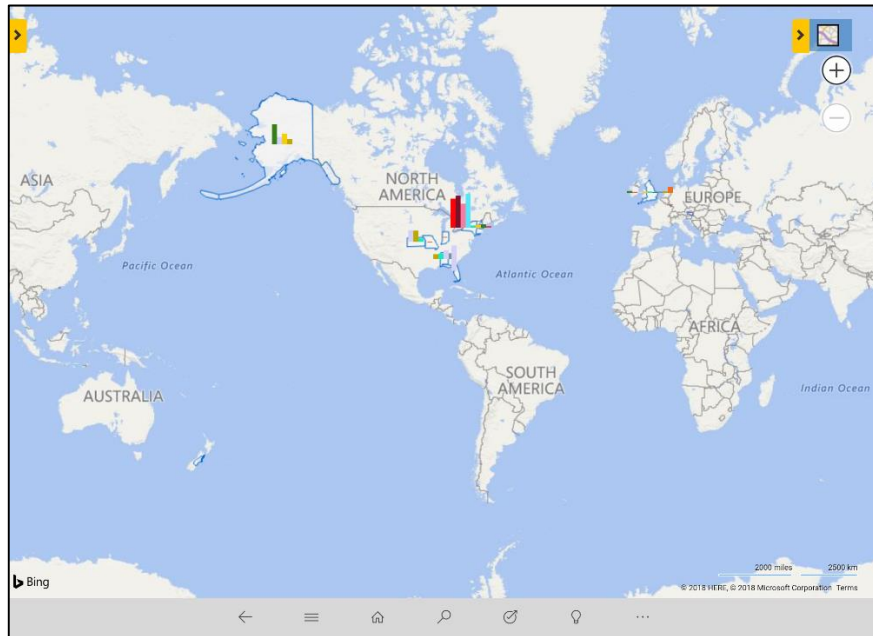 ASIA
NORTH
AMERICA
EUROPE
Pacific Ocean
Atlantic Ocean
AFRICA
SOUTH
AMERICA
Indian Ocean
AUSTRALIA
Bing
2000 miles 2500 km
© 2018 HERE, © 2018 Microsoft Corporation Terms